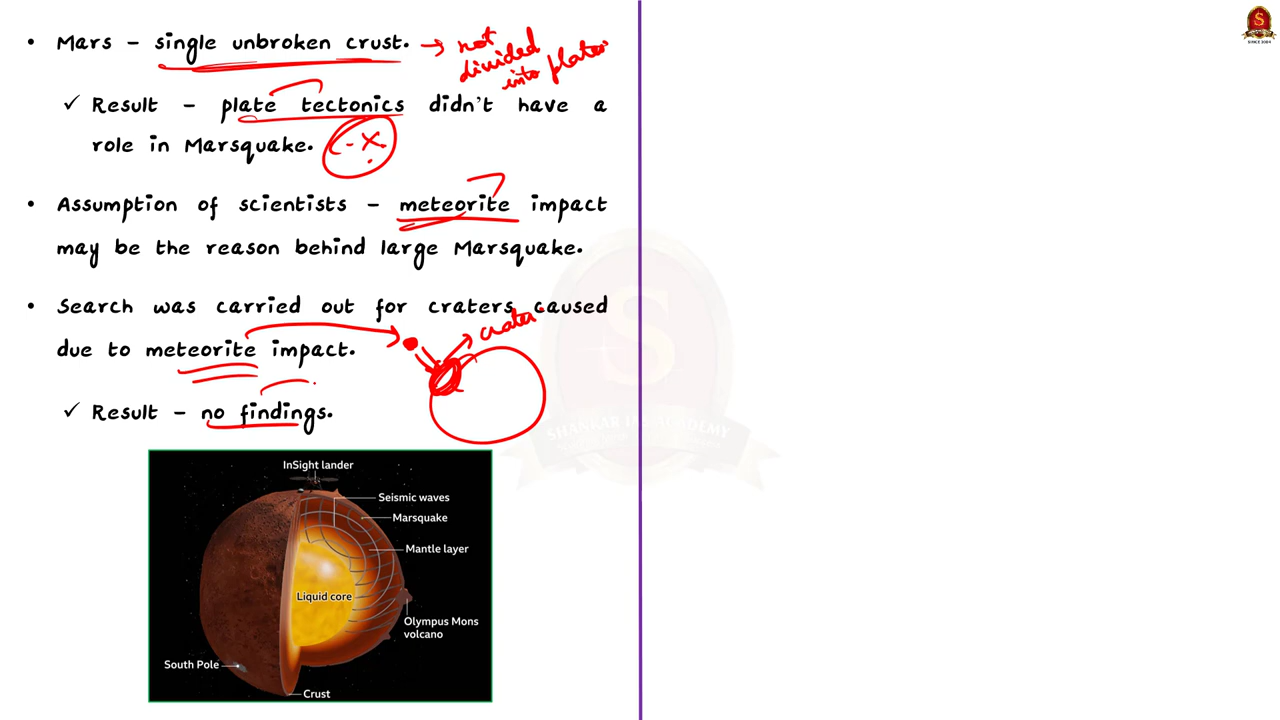 • Mars – single unbroken crust. → not
divided
into plates
✓ Result – plate tectonics didn't have a
role in Marsquake. (-X)
• Assumption of scientists – meteorite impact
may be the reason behind large Marsquake.
• Search was carried out for craters caused
crater
due to meteorite impact.
✓ Result – no findings.
InSight lander
Seismic waves
Marsquake
Mantle layer
Liquid core
Olympus Mons
volcano
South Pole
Crust
S
SINCE 2004
S